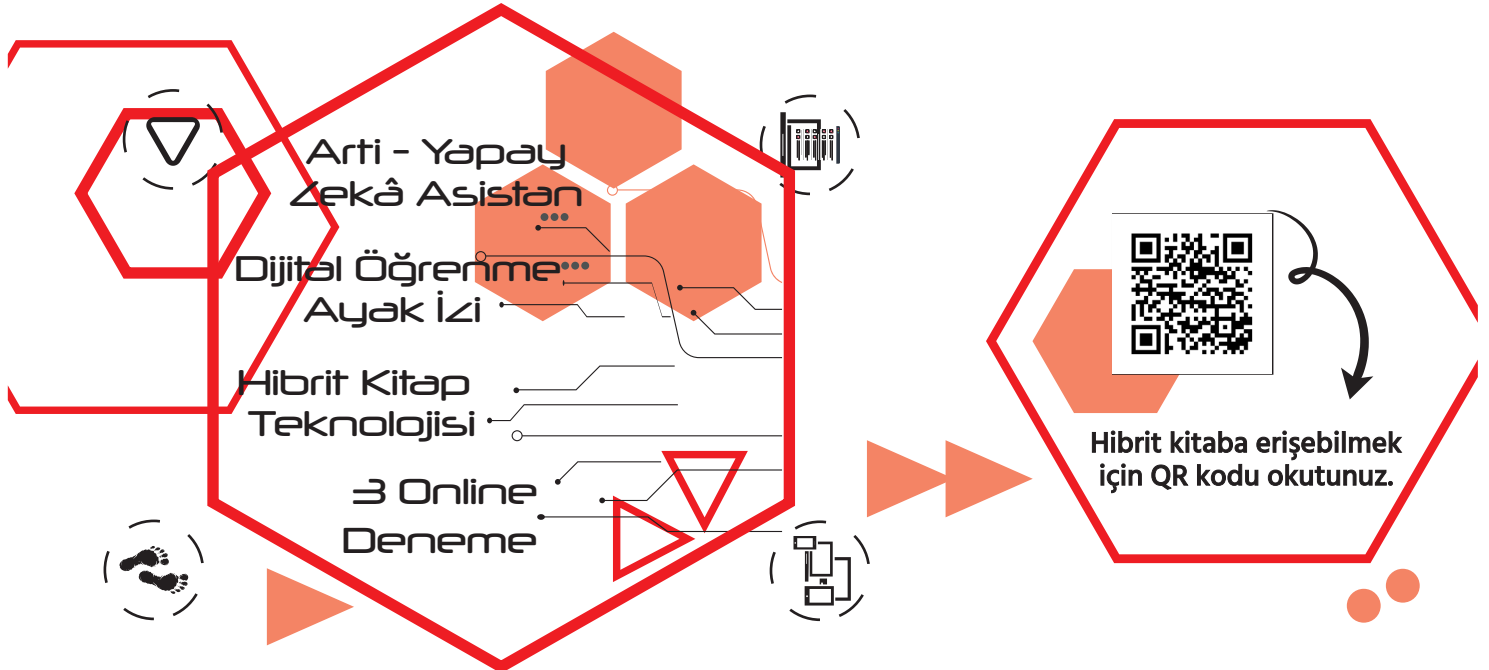 Arti - Yapay
Zekâ Asistan
Dijital Öğrenme
Ayak İzi
Hibrit Kitap
Teknolojisi
3 Online
Deneme
Hibrit kitaba erişebilmek
için QR kodu okutunuz.